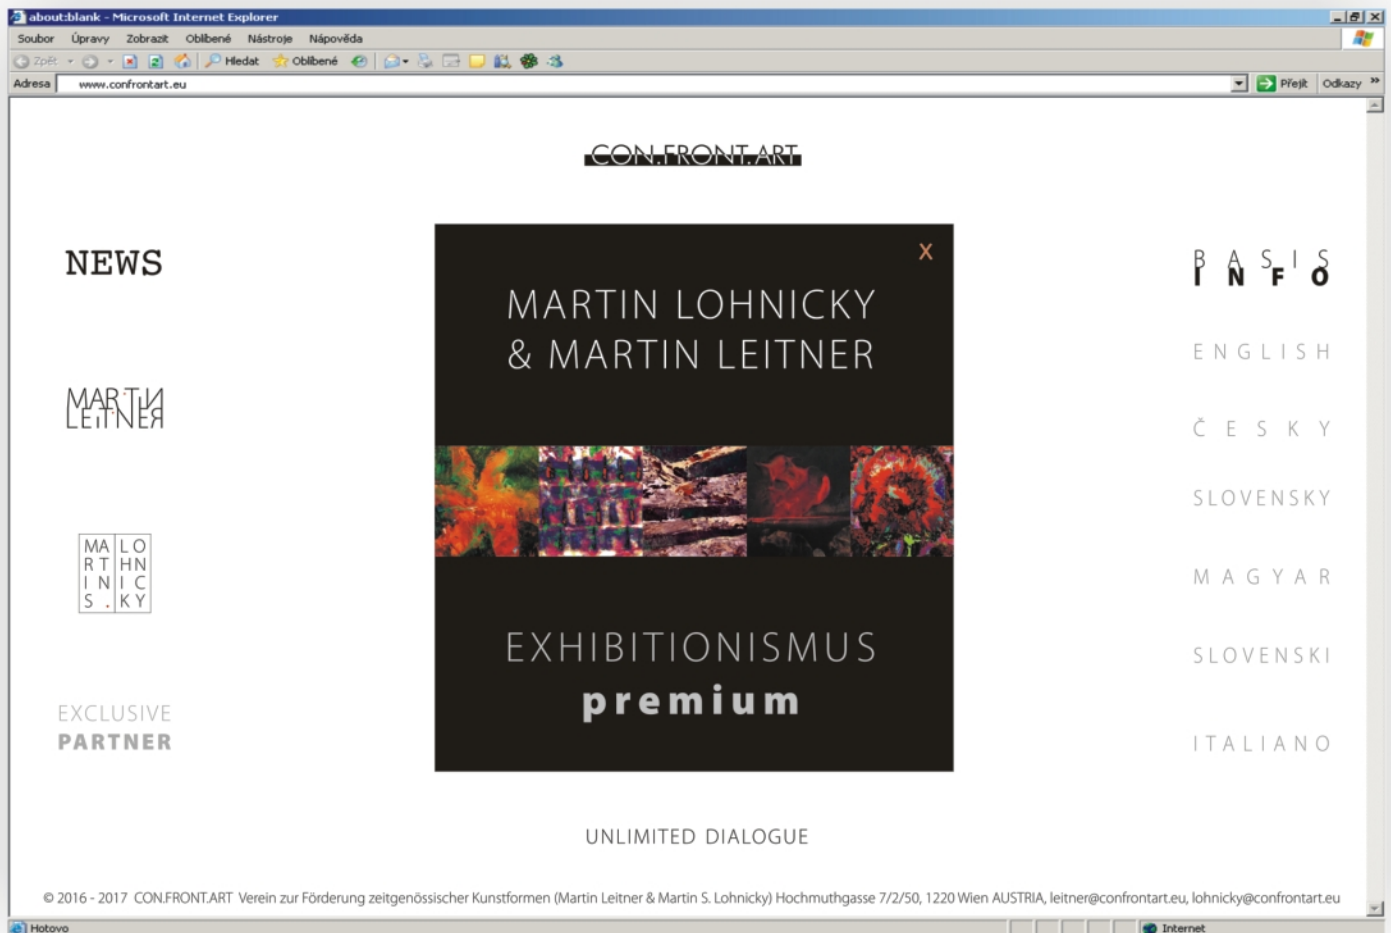 about:blank - Microsoft Internet Explorer
Soubor Úpravy Zobrazit Oblíbené Nástroje Nápověda
Zpět Hledat Oblíbené
Adresa www.confrontart.eu Přejít Odkazy »
CON.FRONT.ART
NEWS
MARTIN
LEITNER
MA LO
RT HN
IN IC
S . KY
EXCLUSIVE
PARTNER
X
MARTIN LOHNICKY
& MARTIN LEITNER
EXHIBITIONISMUS
premium
UNLIMITED DIALOGUE
BASIS
INFO
ENGLISH
ČESKY
SLOVENSKY
MAGYAR
SLOVENSKI
ITALIANO
© 2016 - 2017 CON.FRONT.ART Verein zur Förderung zeitgenössischer Kunstformen (Martin Leitner & Martin S. Lohnicky) Hochmuthgasse 7/2/50, 1220 Wien AUSTRIA, leitner@confrontart.eu, lohnicky@confrontart.eu
Hotovo Internet